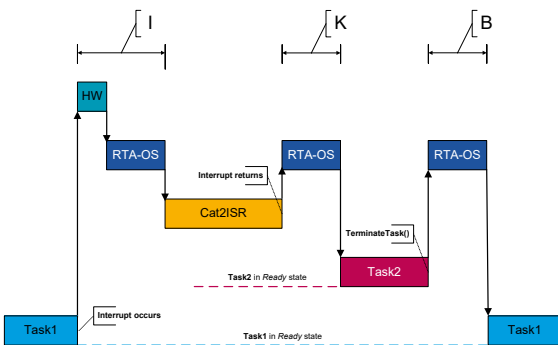 I
K
B
HW
RTA-OS
RTA-OS
RTA-OS
Interrupt returns
Cat2ISR
TerminateTask()
Task2 in Ready state
Task2
Interrupt occurs
Task1
Task1
Task1 in Ready state